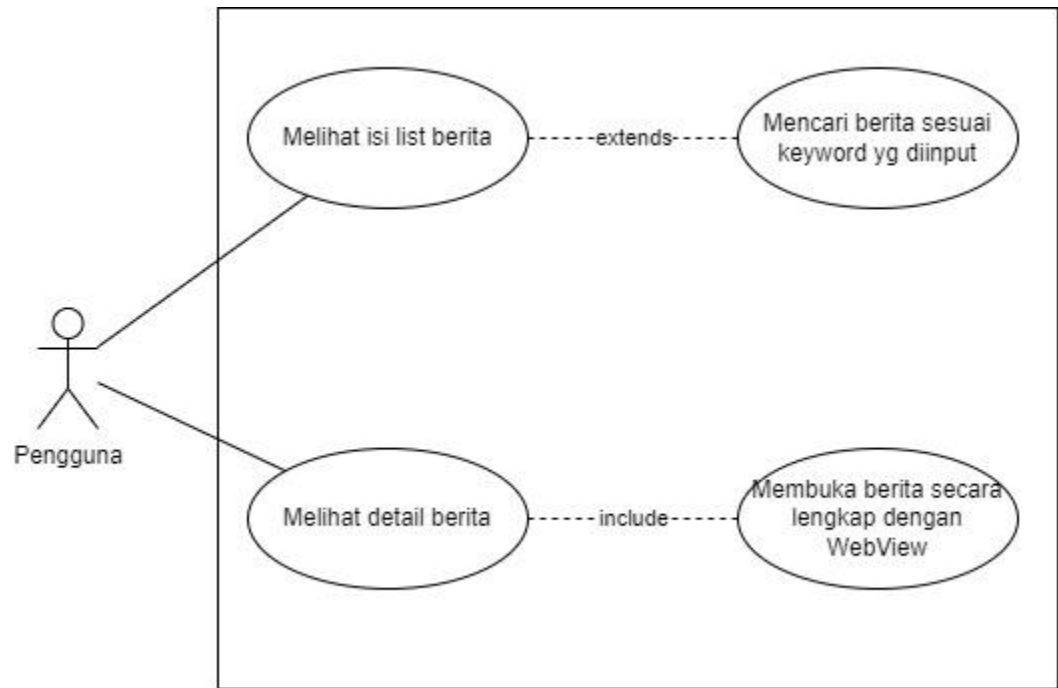 Melihat isi list berita
extends
Mencari berita sesuai
keyword yg diinput
Pengguna
Melihat detail berita
include
Membuka berita secara
lengkap dengan
WebView